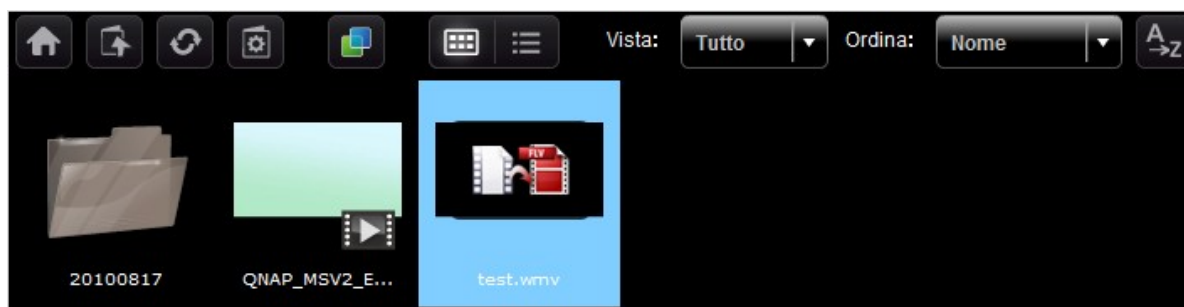 Vista: Tutto Ordina: Nome A→Z
FLV
20100817 QNAP_MSV2_E... test.wmv